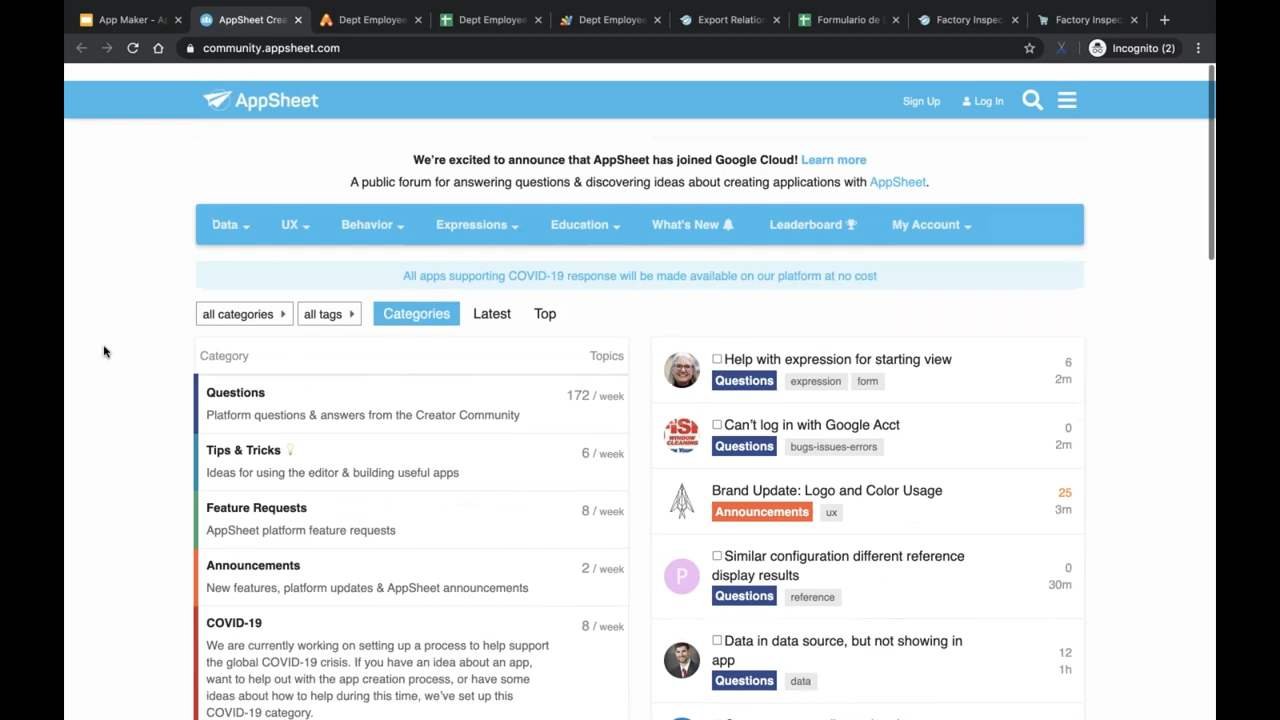 App Maker - A
AppSheet Crea
Dept Employee
Dept Employee
Dept Employee
Export Relation
Formulario de
Factory Inspec
Factory Inspec
community.appsheet.com
Incognito (2)
AppSheet
Sign Up
Log In
We're excited to announce that AppSheet has joined Google Cloud! Learn more
A public forum for answering questions & discovering ideas about creating applications with AppSheet.
Data
UX
Behavior
Expressions
Education
What's New
Leaderboard
My Account
All apps supporting COVID-19 response will be made available on our platform at no cost
all categories
all tags
Categories
Latest
Top
Category
Topics
Questions
172 / week
Platform questions & answers from the Creator Community
Tips & Tricks
6 / week
Ideas for using the editor & building useful apps
Feature Requests
8 / week
AppSheet platform feature requests
Announcements
2 / week
New features, platform updates & AppSheet announcements
COVID-19
8 / week
We are currently working on setting up a process to help support
the global COVID-19 crisis. If you have an idea about an app,
want to help out with the app creation process, or have some
ideas about how to help during this time, we've set up this
COVID-19 category.
Help with expression for starting view
6
Questions
expression
form
2m
Can't log in with Google Acct
0
Questions
bugs-issues-errors
2m
Brand Update: Logo and Color Usage
25
Announcements
ux
3m
P
Similar configuration different reference
display results
0
30m
Questions
reference
Data in data source, but not showing in
app
12
1h
Questions
data